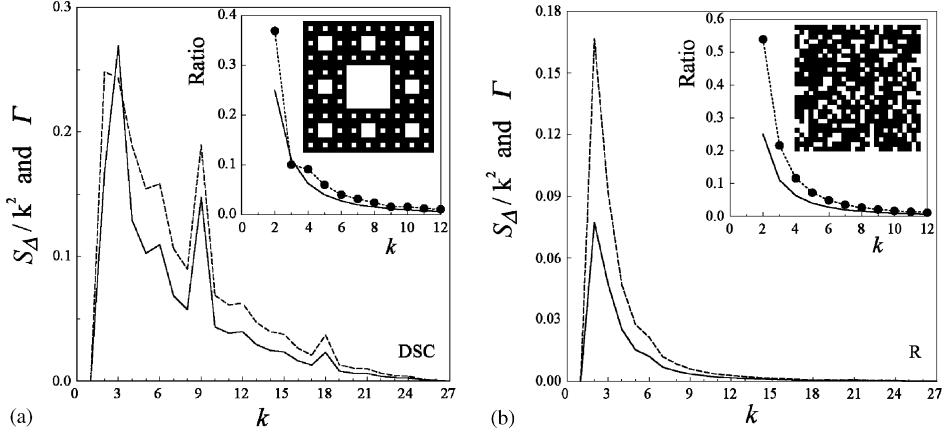 0.4
0.3
0.2
0.1
0.0
Ratio
2 4 6 8 10 12
k
0.3
0.2
0.1
0.0
S_Δ / k² and Γ
DSC
0 3 6 9 12 15 18 21 24 27
(a) k
0.6
0.5
0.4
0.3
0.2
0.1
0.0
Ratio
0 2 4 6 8 10 12
k
0.18
0.15
0.12
0.09
0.06
0.03
0.00
S_Δ / k² and Γ
R
0 3 6 9 12 15 18 21 24 27
(b) k